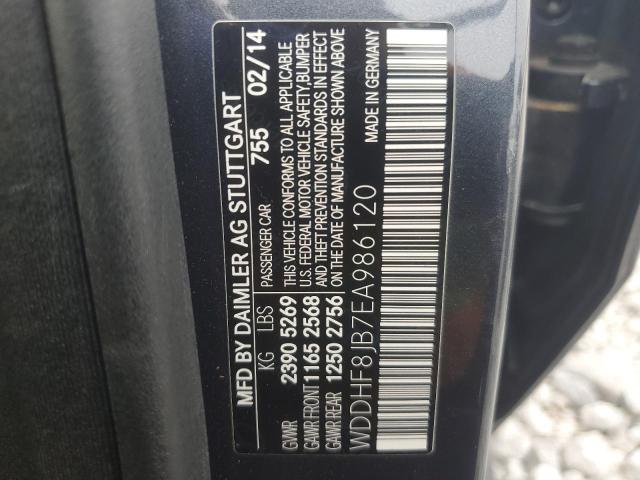 MFD BY DAIMLER AG STUTTGART
PASSENGER CAR 755 02/14
KG LBS
GVWR 2390 5269
GAWR FRONT 1165 2568
GAWR REAR 1250 2756
THIS VEHICLE CONFORMS TO ALL APPLICABLE
U.S. FEDERAL MOTOR VEHICLE SAFETY,BUMPER
AND THEFT PREVENTION STANDARDS IN EFFECT
ON THE DATE OF MANUFACTURE SHOWN ABOVE
MADE IN GERMANY
WDDHF8JB7EA986120